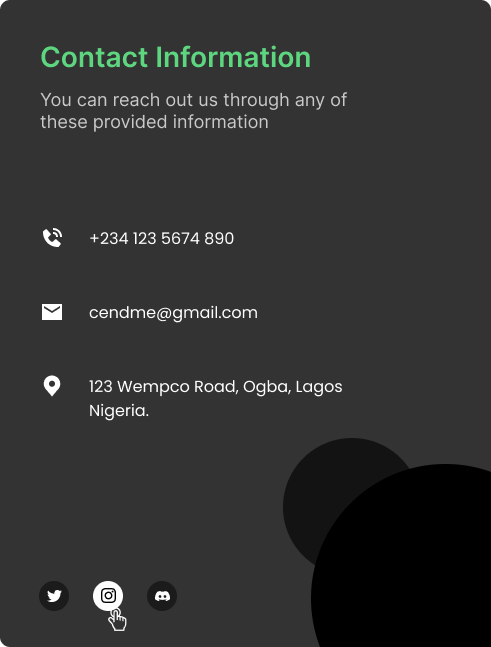 Contact Information
You can reach out us through any of
these provided information
+234 123 5674 890
cendme@gmail.com
123 Wempco Road, Ogba, Lagos
Nigeria.